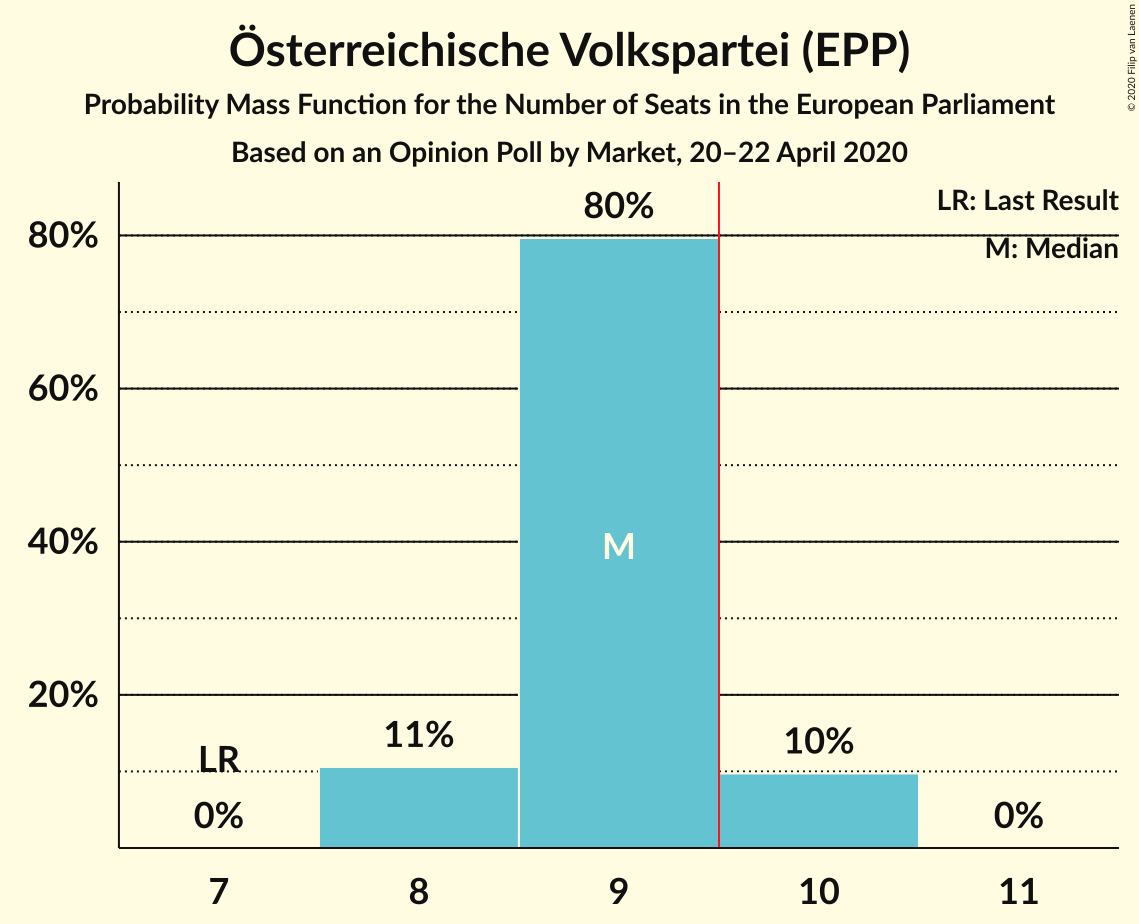 Österreichische Volkspartei (EPP)
Probability Mass Function for the Number of Seats in the European Parliament
Based on an Opinion Poll by Market, 20–22 April 2020
© 2020 Filip van Laenen
LR: Last Result
M: Median
80%
60%
40%
20%
LR
0%
11%
80%
M
10%
0%
7 8 9 10 11